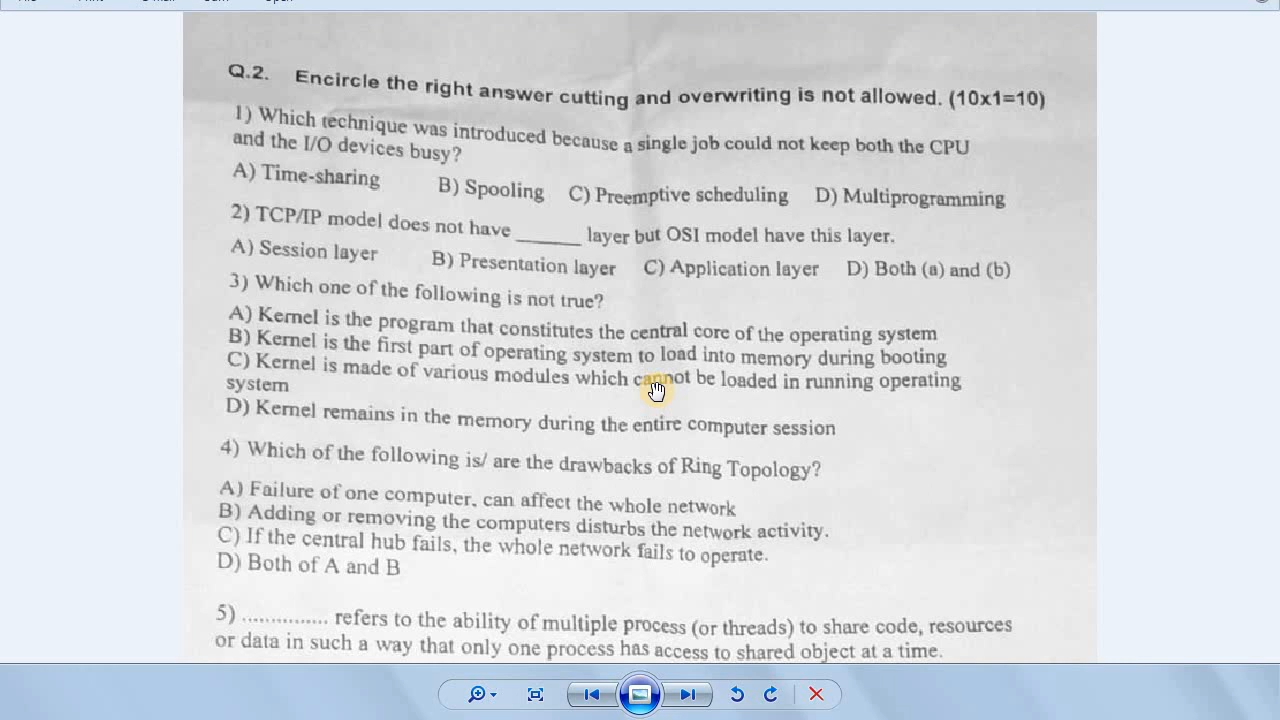 Q.2. Encircle the right answer cutting and overwriting is not allowed. (10x1=10)
1) Which technique was introduced because a single job could not keep both the CPU
and the I/O devices busy?
A) Time-sharing B) Spooling C) Preemptive scheduling D) Multiprogramming
2) TCP/IP model does not have ______ layer but OSI model have this layer.
A) Session layer B) Presentation layer C) Application layer D) Both (a) and (b)
3) Which one of the following is not true?
A) Kernel is the program that constitutes the central core of the operating system
B) Kernel is the first part of operating system to load into memory during booting
C) Kernel is made of various modules which cannot be loaded in running operating
system
D) Kernel remains in the memory during the entire computer session
4) Which of the following is/ are the drawbacks of Ring Topology?
A) Failure of one computer, can affect the whole network
B) Adding or removing the computers disturbs the network activity.
C) If the central hub fails, the whole network fails to operate.
D) Both of A and B
5) ............... refers to the ability of multiple process (or threads) to share code, resources
or data in such a way that only one process has access to shared object at a time.